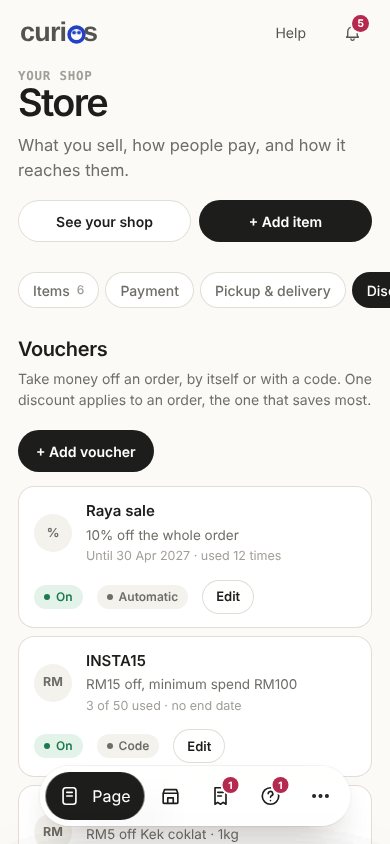 curios
Help
5
YOUR SHOP
Store
What you sell, how people pay, and how it
reaches them.
See your shop
+ Add item
Items 6
Payment
Pickup & delivery
Vouchers
Take money off an order, by itself or with a code. One
discount applies to an order, the one that saves most.
+ Add voucher
%
Raya sale
10% off the whole order
Until 30 Apr 2027 · used 12 times
On
Automatic
Edit
RM
INSTA15
RM15 off, minimum spend RM100
3 of 50 used · no end date
On
Code
Edit
Page
1
1
RM
RM5 off Kek coklat · 1kg